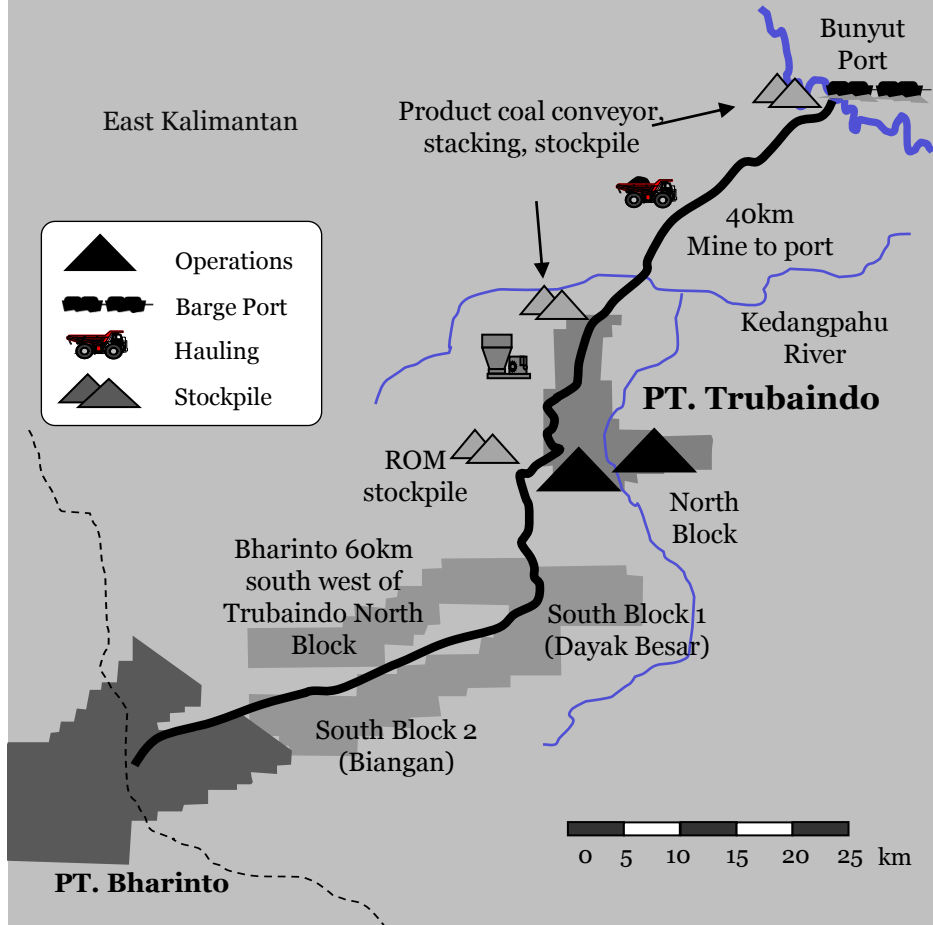 Bunyut
Port
Product coal conveyor,
stacking, stockpile
East Kalimantan
40km
Mine to port
Operations
Barge Port
Hauling
Stockpile
Kedangpahu
River
PT. Trubaindo
ROM
stockpile
North
Block
Bharinto 60km
south west of
Trubaindo North
Block
South Block 1
(Dayak Besar)
South Block 2
(Biangan)
PT. Bharinto
0 5 10 15 20 25 km